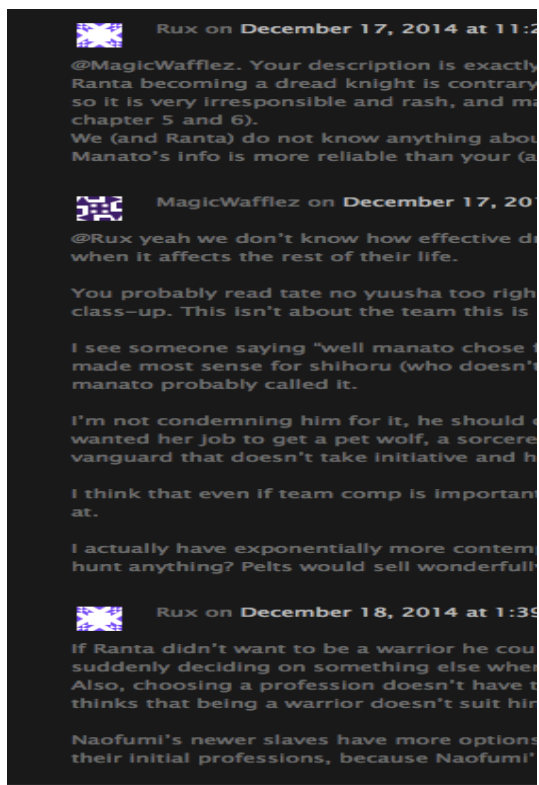 Rux on December 17, 2014 at 11:2
@MagicWafflez. Your description is exactly
Ranta becoming a dread knight is contrary
so it is very irresponsible and rash, and ma
chapter 5 and 6).
We (and Ranta) do not know anything abou
Manato's info is more reliable than your (a
MagicWafflez on December 17, 201
@Rux yeah we don't know how effective dr
when it affects the rest of their life.
You probably read tate no yuusha too righ
class-up. This isn't about the team this is
I see someone saying "well manato chose f
made most sense for shihoru (who doesn't
manato probably called it.
I'm not condemning him for it, he should
wanted her job to get a pet wolf, a sorcere
vanguard that doesn't take initiative and h
I think that even if team comp is important
at.
I actually have exponentially more contemp
hunt anything? Pelts would sell wonderfully
Rux on December 18, 2014 at 1:39
If Ranta didn't want to be a warrior he cou
suddenly deciding on something else when
Also, choosing a profession doesn't have t
thinks that being a warrior doesn't suit him
Naofumi's newer slaves have more options
their initial professions, because Naofumi'